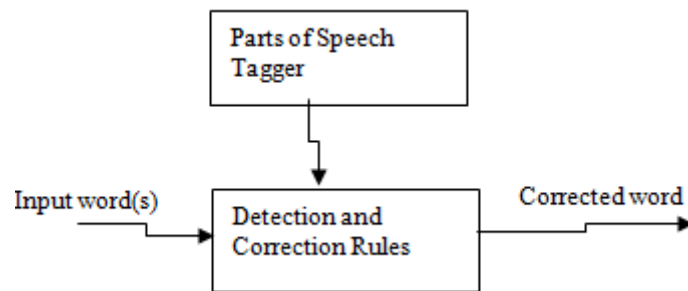 Parts of Speech
Tagger
Input word(s)
Detection and
Correction Rules
Corrected word